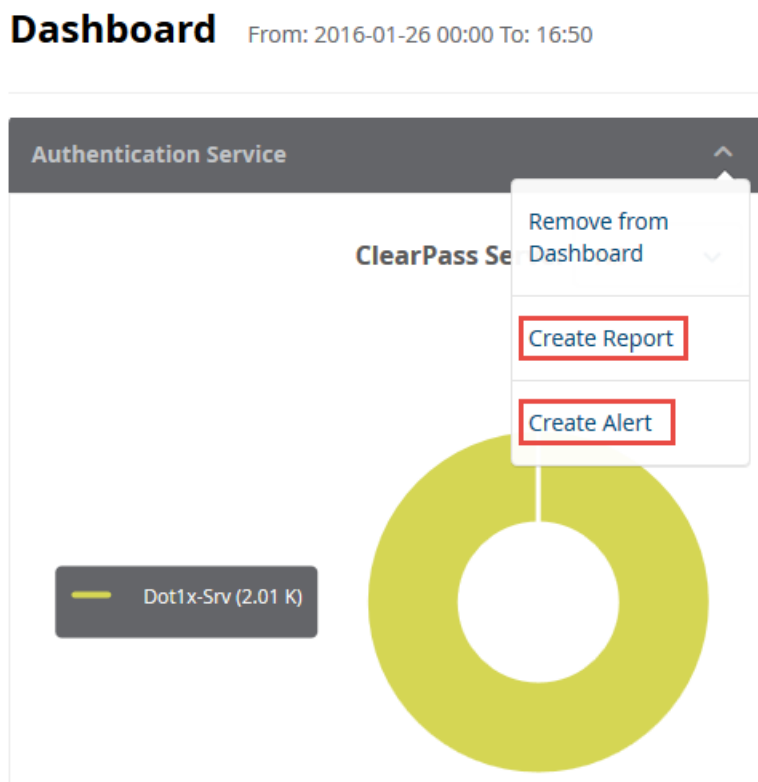 Dashboard From: 2016-01-26 00:00 To: 16:50
Authentication Service
Remove from
Dashboard
ClearPass
Create Report
Create Alert
Dot1x-Srv (2.01 K)